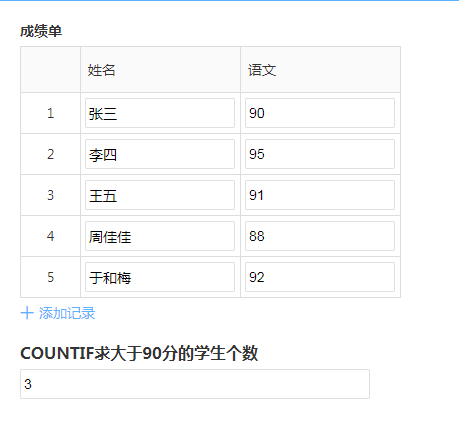 成绩单
姓名 语文
1 张三 90
2 李四 95
3 王五 91
4 周佳佳 88
5 于和梅 92
＋ 添加记录
COUNTIF求大于90分的学生个数
3